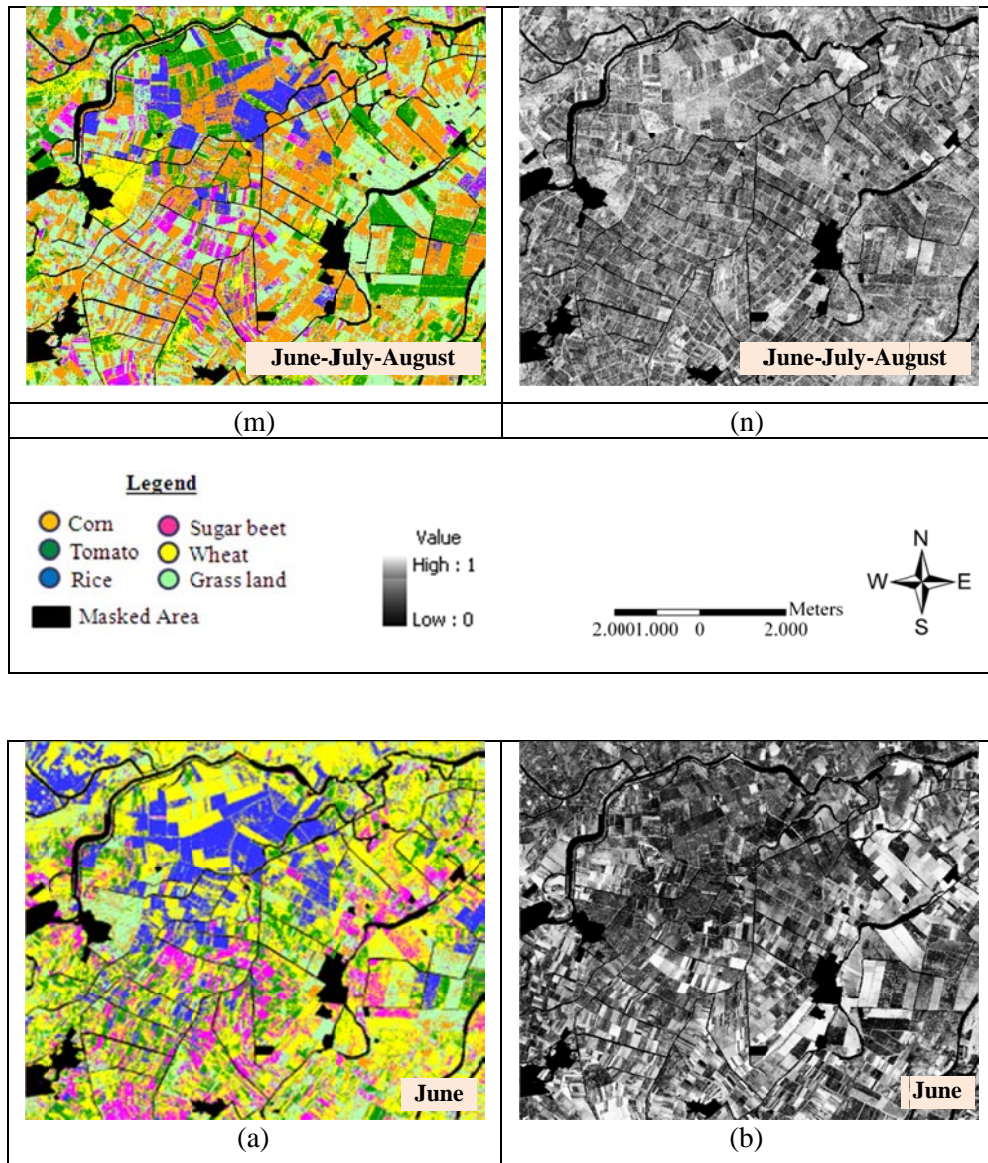 June-July-August
June-July-August
(m)
(n)
Legend
Corn
Sugar beet
Tomato
Wheat
Rice
Grass land
Masked Area
Value
High : 1
Low : 0
Meters
2.0001.000 0 2.000
N
W E
S
June
June
(a)
(b)